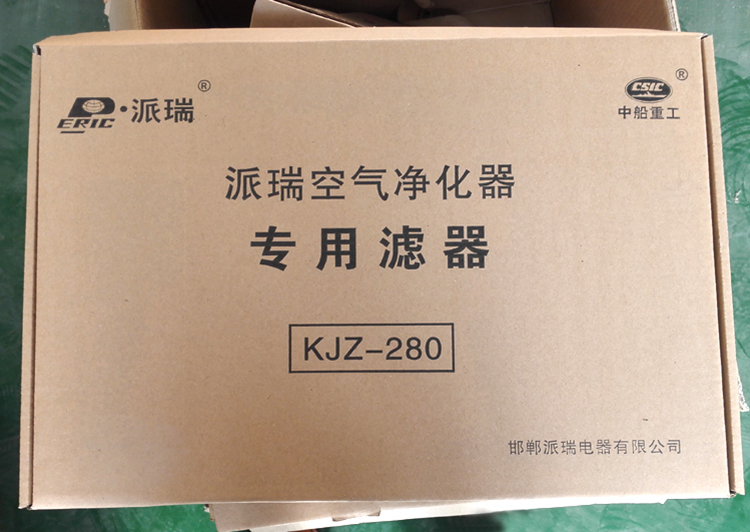 PERIC·派瑞®
CSIC®
中船重工
派瑞空气净化器
专用滤器
KJZ-280
邯郸派瑞电器有限公司